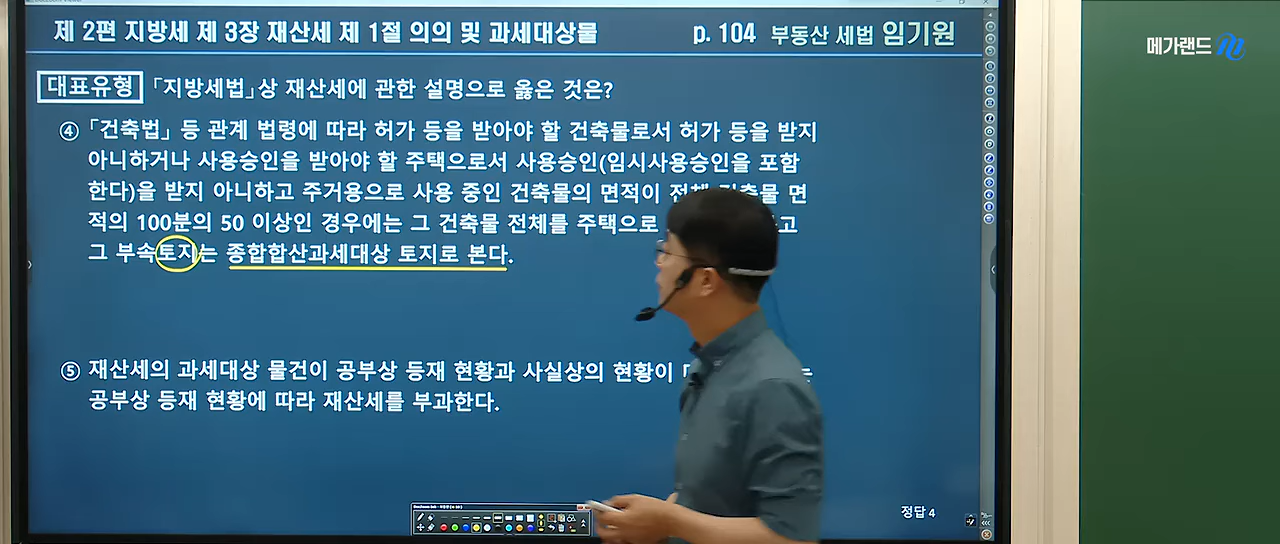 제 2편 지방세 제 3장 재산세 제 1절 의의 및 과세대상물 p. 104 부동산 세법 임기원
메가랜드
대표유형 「지방세법」상 재산세에 관한 설명으로 옳은 것은?
④ 「건축법」 등 관계 법령에 따라 허가 등을 받아야 할 건축물로서 허가 등을 받지
아니하거나 사용승인을 받아야 할 주택으로서 사용승인(임시사용승인을 포함
한다)을 받지 아니하고 주거용으로 사용 중인 건축물의 면적이 전체 건축물 면
적의 100분의 50 이상인 경우에는 그 건축물 전체를 주택으로 고
그 부속토지는 종합합산과세대상 토지로 본다.
⑤ 재산세의 과세대상 물건이 공부상 등재 현황과 사실상의 현황이 는
공부상 등재 현황에 따라 재산세를 부과한다.
정답 4